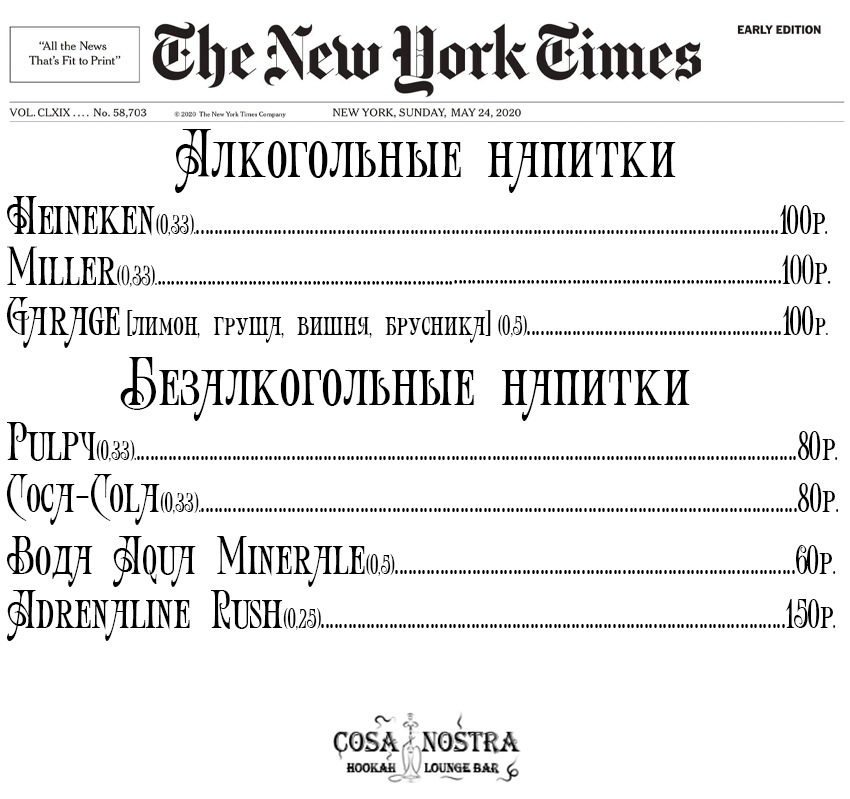 “All the News
That’s Fit to Print”
The New York Times
EARLY EDITION
VOL. CLXIX .... No. 58,703 © 2020 The New York Times Company NEW YORK, SUNDAY, MAY 24, 2020
Алкогольные напитки
Heineken(0,33)........100р.
Miller(0,33)........100р.
Garage [лимон, груша, вишня, брусника] (0,5)........100р.
Безалкогольные напитки
Pulpy(0,33)........80р.
Coca-Cola(0,33)........80р.
Вода Aqua Minerale(0,5)........60р.
Adrenaline Rush(0,25)........150р.
COSA NOSTRA
HOOKAH LOUNGE BAR